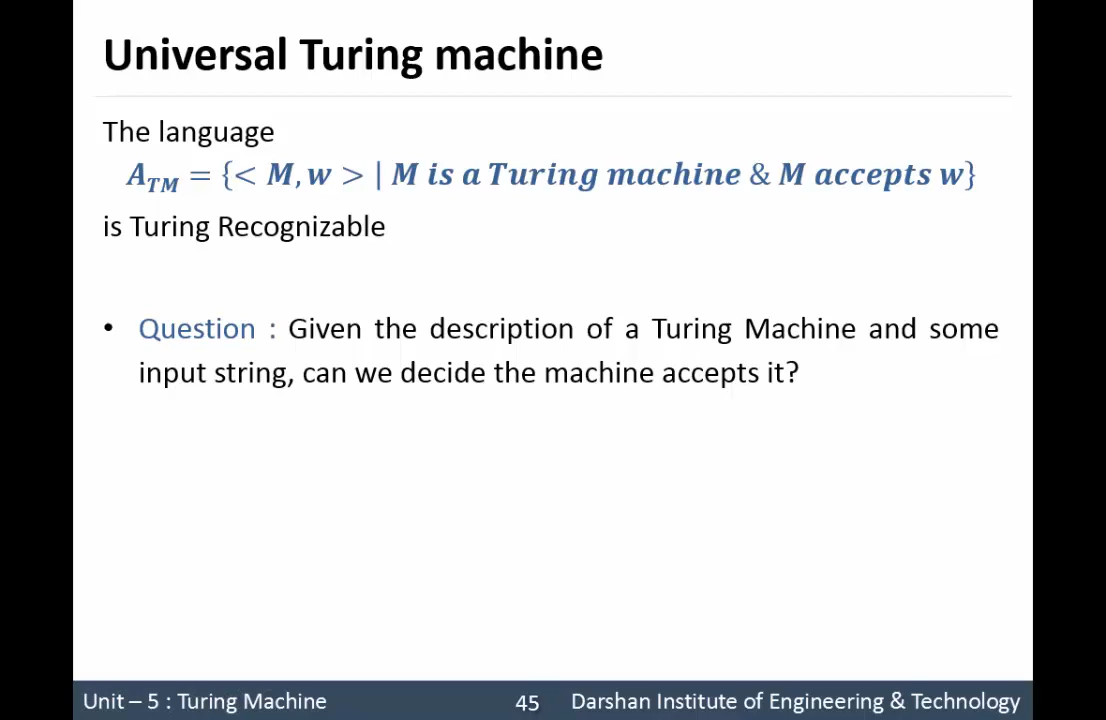 Universal Turing machine
The language
A_TM = {< M, w > | M is a Turing machine & M accepts w}
is Turing Recognizable
• Question : Given the description of a Turing Machine and some
input string, can we decide the machine accepts it?
Unit – 5 : Turing Machine 45 Darshan Institute of Engineering & Technology